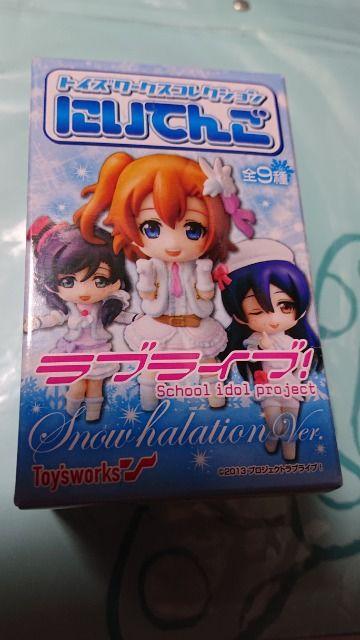 トイズワークスコレクション
にいてんご
全9種
ラブライブ!
School idol project
Snow halation Ver.
Toy'sworks
©2013 プロジェクトラブライブ!